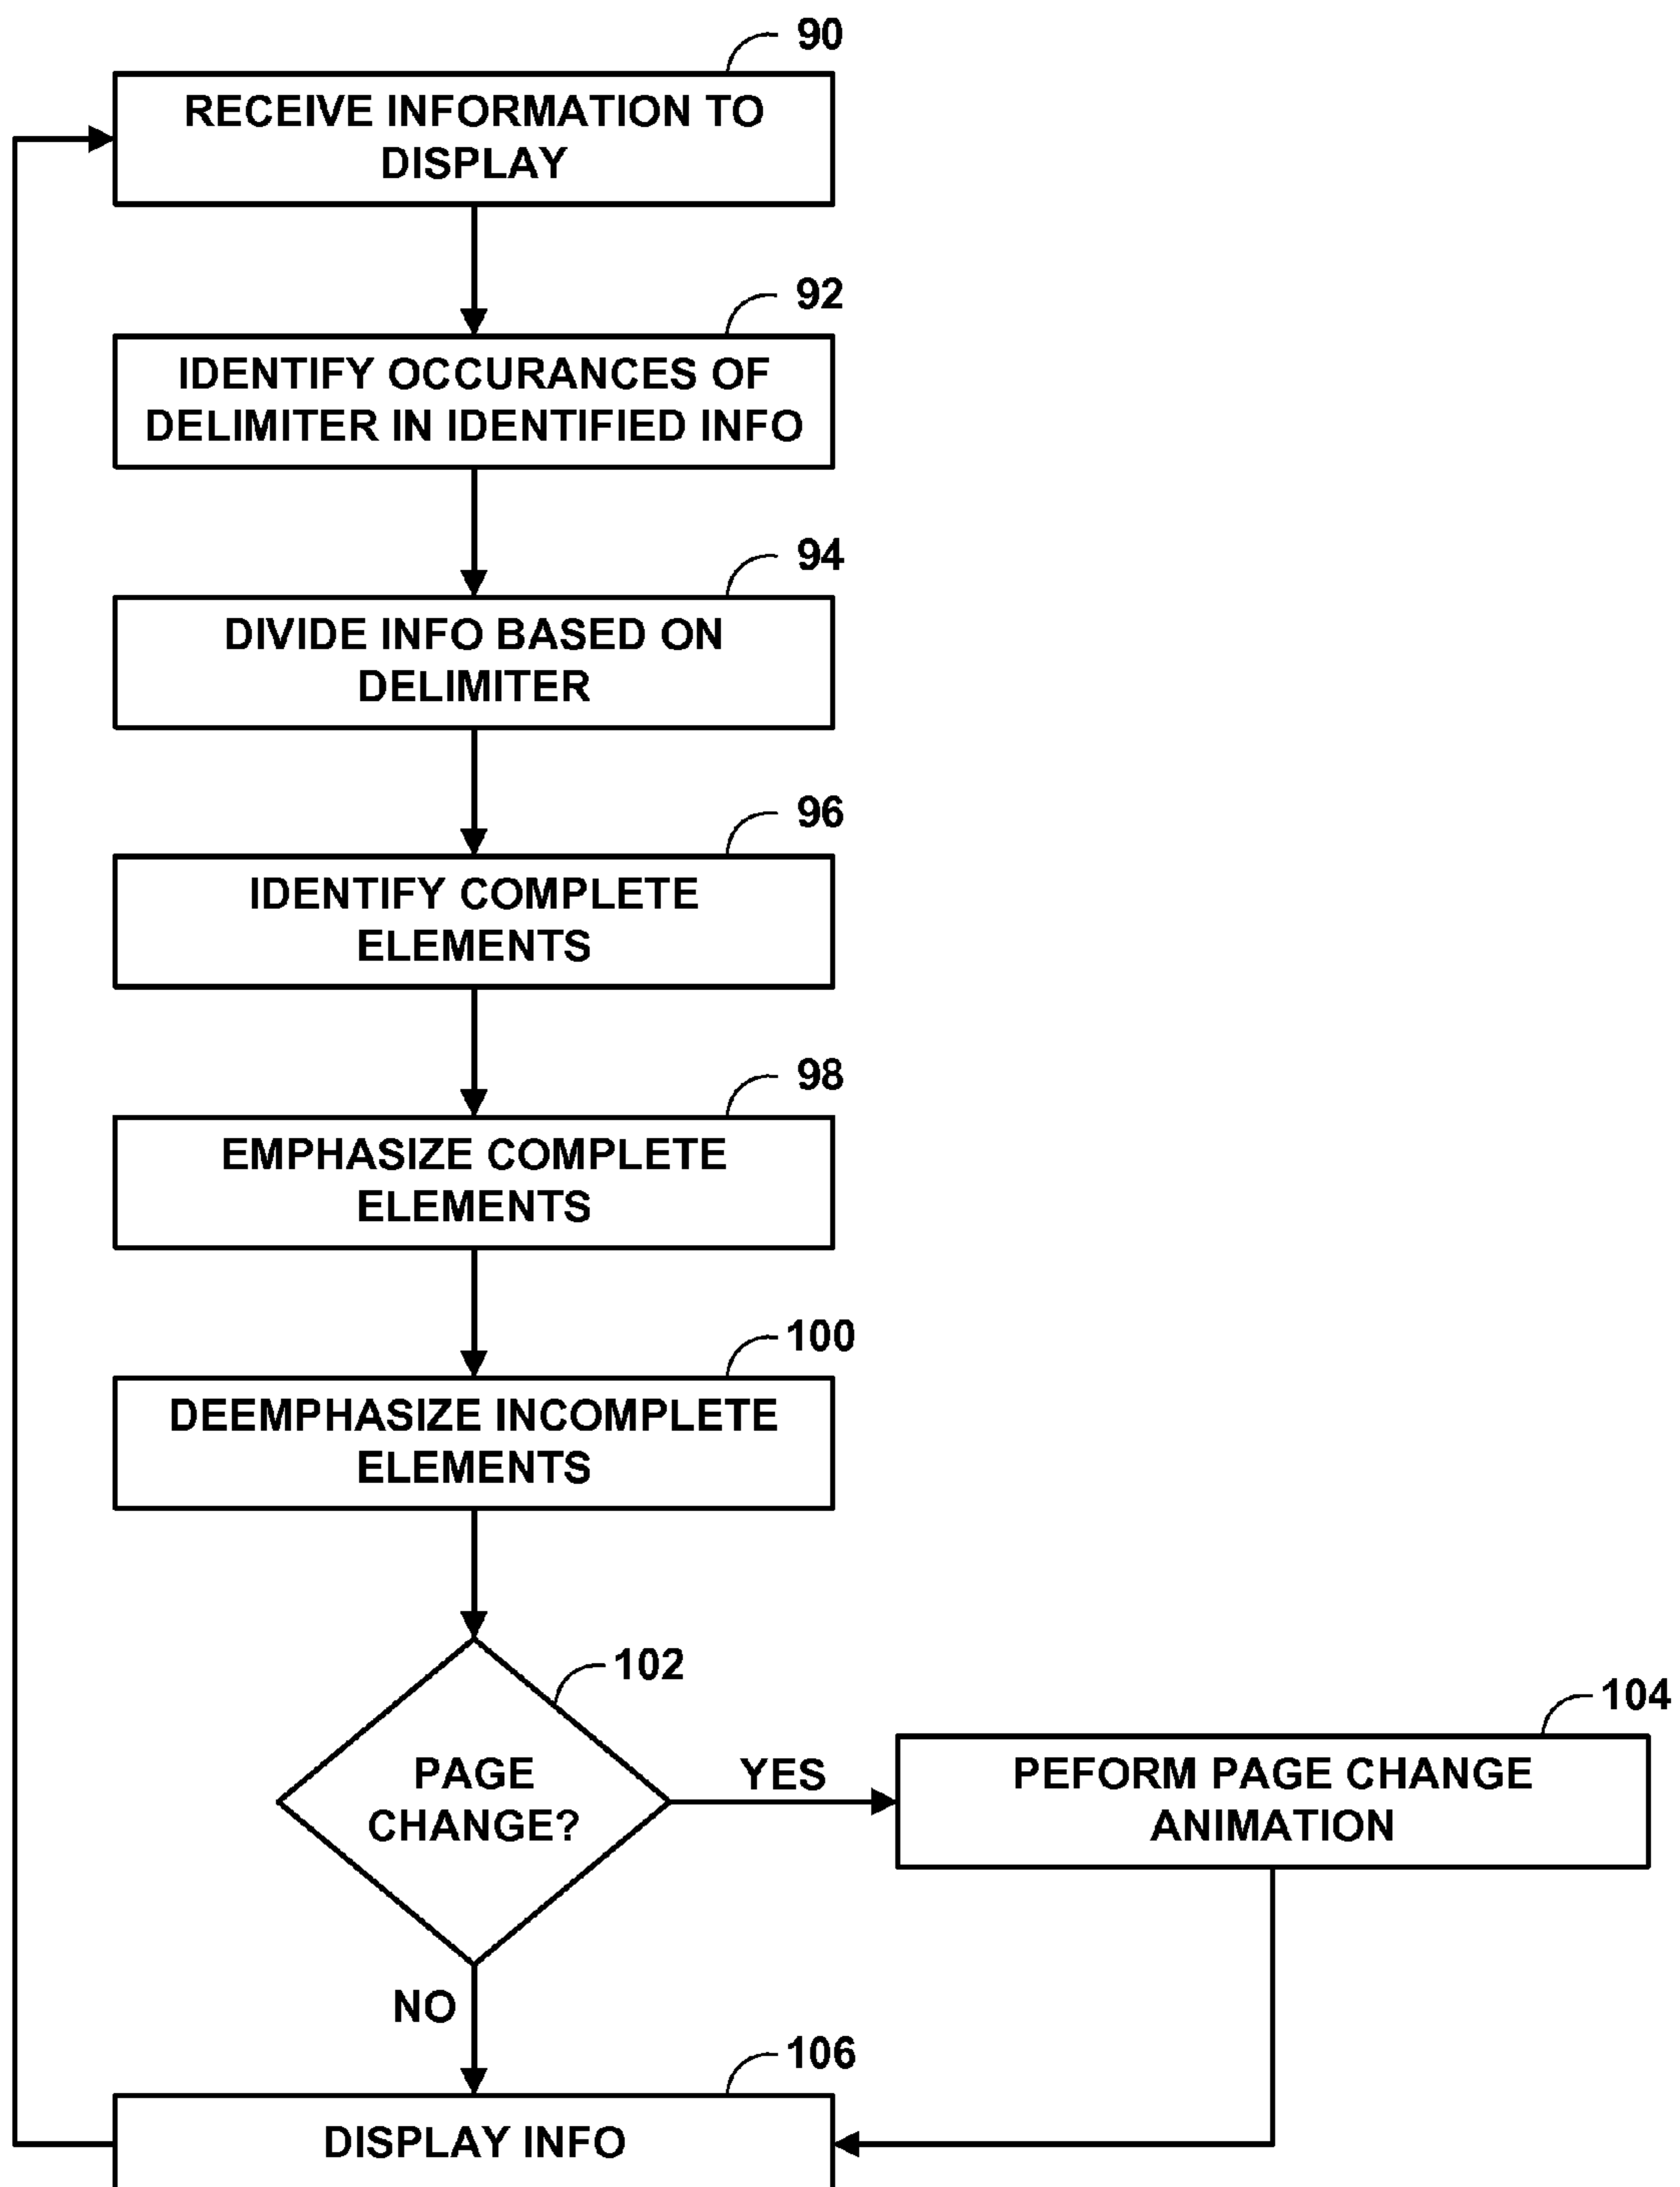 90
RECEIVE INFORMATION TO
DISPLAY
92
IDENTIFY OCCURANCES OF
DELIMITER IN IDENTIFIED INFO
94
DIVIDE INFO BASED ON
DELIMITER
96
IDENTIFY COMPLETE
ELEMENTS
98
EMPHASIZE COMPLETE
ELEMENTS
100
DEEMPHASIZE INCOMPLETE
ELEMENTS
102
PAGE
CHANGE?
YES
104
PEFORM PAGE CHANGE
ANIMATION
NO
106
DISPLAY INFO